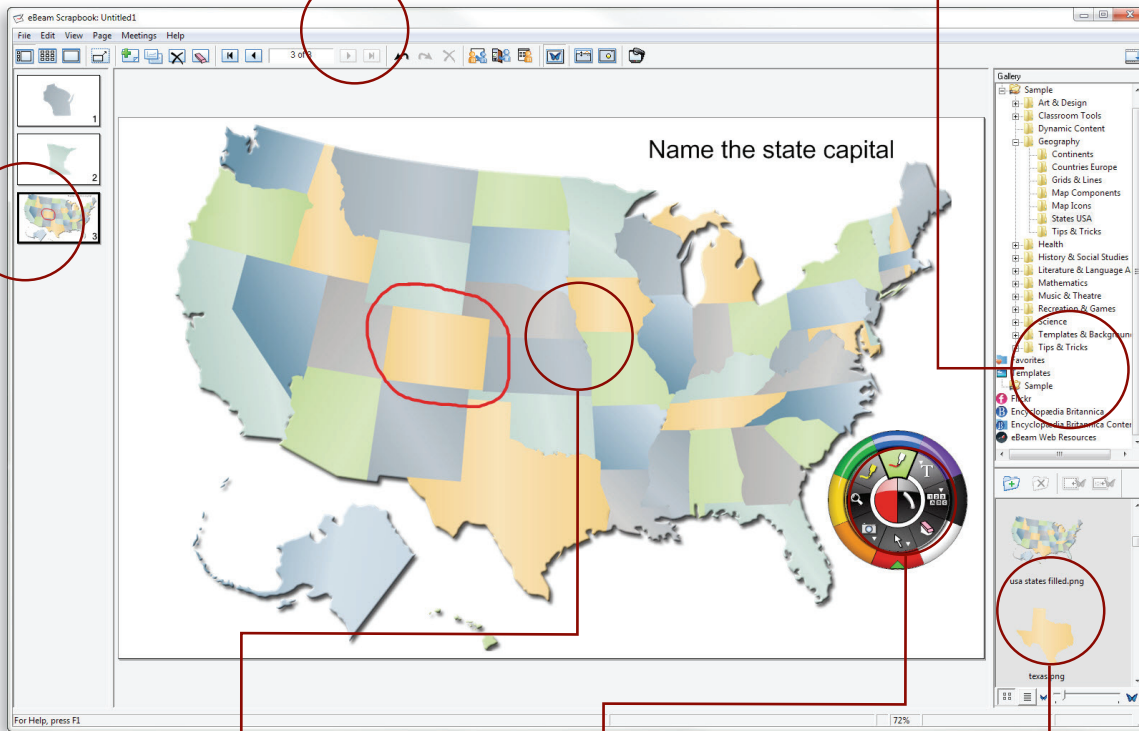 eBeam Scrapbook: Untitled1
File Edit View Page Meetings Help
3 of 3
Gallery
Sample
Art & Design
Classroom Tools
Dynamic Content
Geography
Continents
Countries Europe
Grids & Lines
Map Components
Map Icons
States USA
Tips & Tricks
Health
History & Social Studies
Literature & Language A
Mathematics
Music & Theatre
Recreation & Games
Science
Templates & Background
Tips & Tricks
Favorites
Templates
Sample
Flickr
Encyclopædia Britannica
Encyclopædia Britannica Conten
eBeam Web Resources
1
2
3
Name the state capital
T
usa states filled.png
texas.png
For Help, press F1
72%